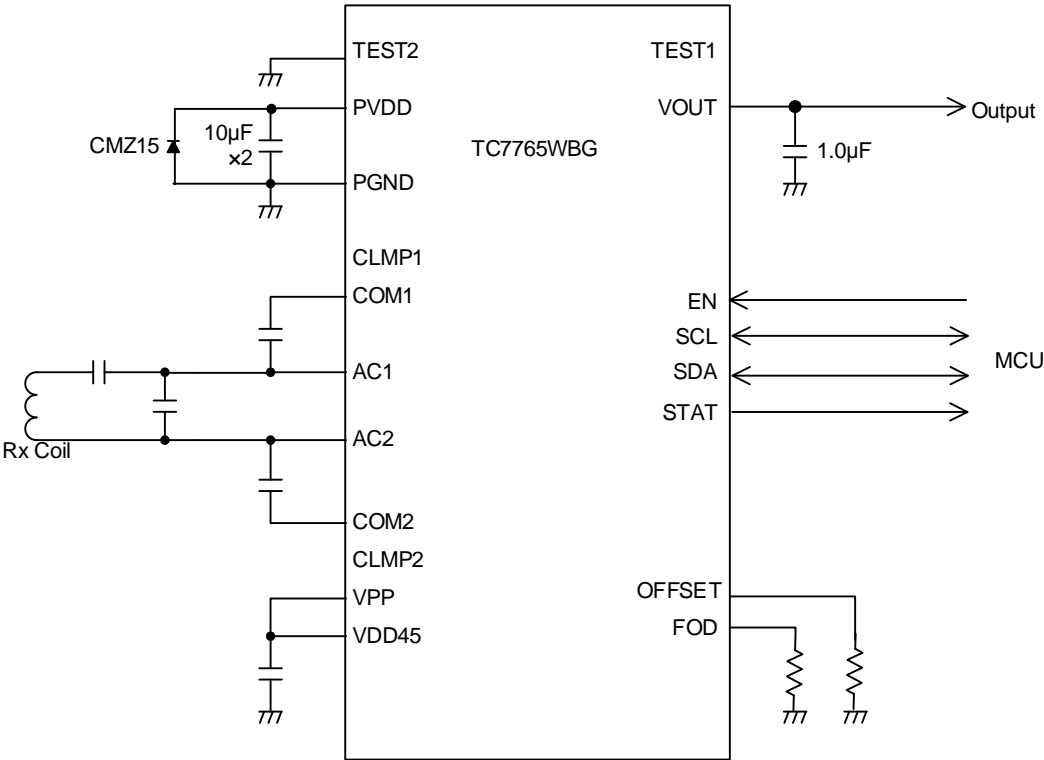 TEST2
TEST1
PVDD
VOUT
Output
CMZ15
10μF
×2
TC7765WBG
1.0μF
PGND
CLMP1
COM1
EN
SCL
MCU
AC1
SDA
STAT
AC2
Rx Coil
COM2
CLMP2
OFFSET
VPP
FOD
VDD45